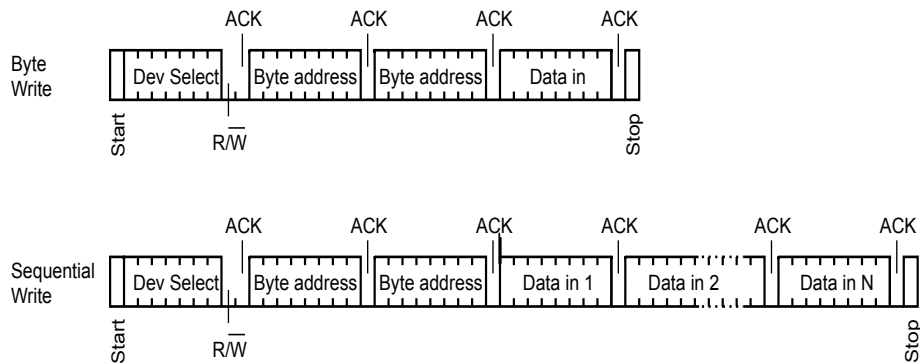 ACK ACK ACK ACK
Byte Write
Dev Select Byte address Byte address Data in
Start
R/W̅
Stop
ACK ACK ACK ACK ACK ACK
Sequential Write
Dev Select Byte address Byte address Data in 1 Data in 2 Data in N
Start
R/W̅
Stop